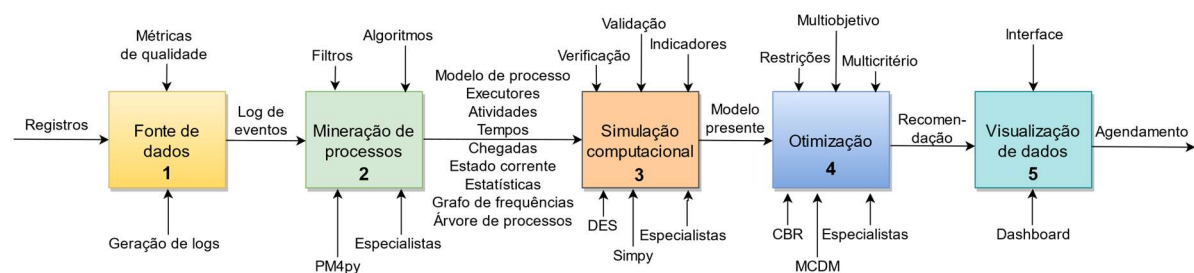 Registros
Métricas
de qualidade
Fonte de
dados
1
Geração de logs
Log de
eventos
Filtros
Algoritmos
Mineração de
processos
2
PM4py
Especialistas
Modelo de processo
Executores
Atividades
Tempos
Chegadas
Estado corrente
Estatísticas
Grafo de frequências
Árvore de processos
Verificação
Validação
Indicadores
Simulação
computacional
3
DES
Simpy
Especialistas
Modelo
presente
Restrições
Multiobjetivo
Multicritério
Otimização
4
CBR
MCDM
Especialistas
Recomen-
dação
Interface
Visualização
de dados
5
Dashboard
Agendamento